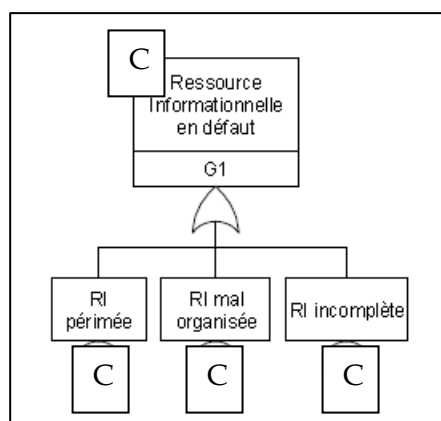 C
Ressource
Informationnelle
en défaut
G1
RI
périmée
RI mal
organisée
RI incomplète
C
C
C